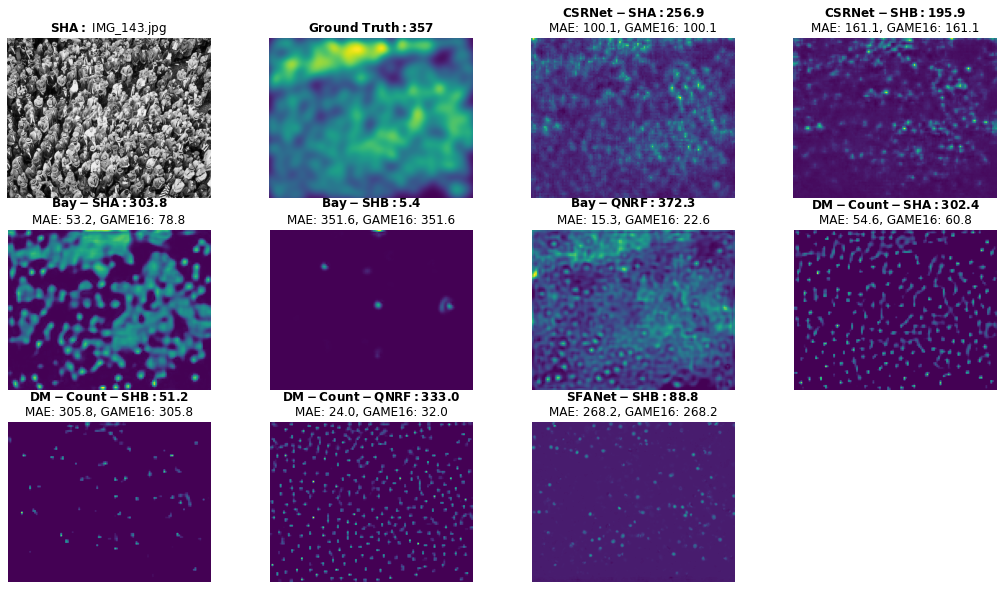 SHA: IMG_143.jpg
Ground Truth:357
CSRNet-SHA:256.9
MAE: 100.1, GAME16: 100.1
CSRNet-SHB:195.9
MAE: 161.1, GAME16: 161.1
Bay-SHA:303.8
MAE: 53.2, GAME16: 78.8
Bay-SHB:5.4
MAE: 351.6, GAME16: 351.6
Bay-QNRF:372.3
MAE: 15.3, GAME16: 22.6
DM-Count-SHA:302.4
MAE: 54.6, GAME16: 60.8
DM-Count-SHB:51.2
MAE: 305.8, GAME16: 305.8
DM-Count-QNRF:333.0
MAE: 24.0, GAME16: 32.0
SFANet-SHB:88.8
MAE: 268.2, GAME16: 268.2